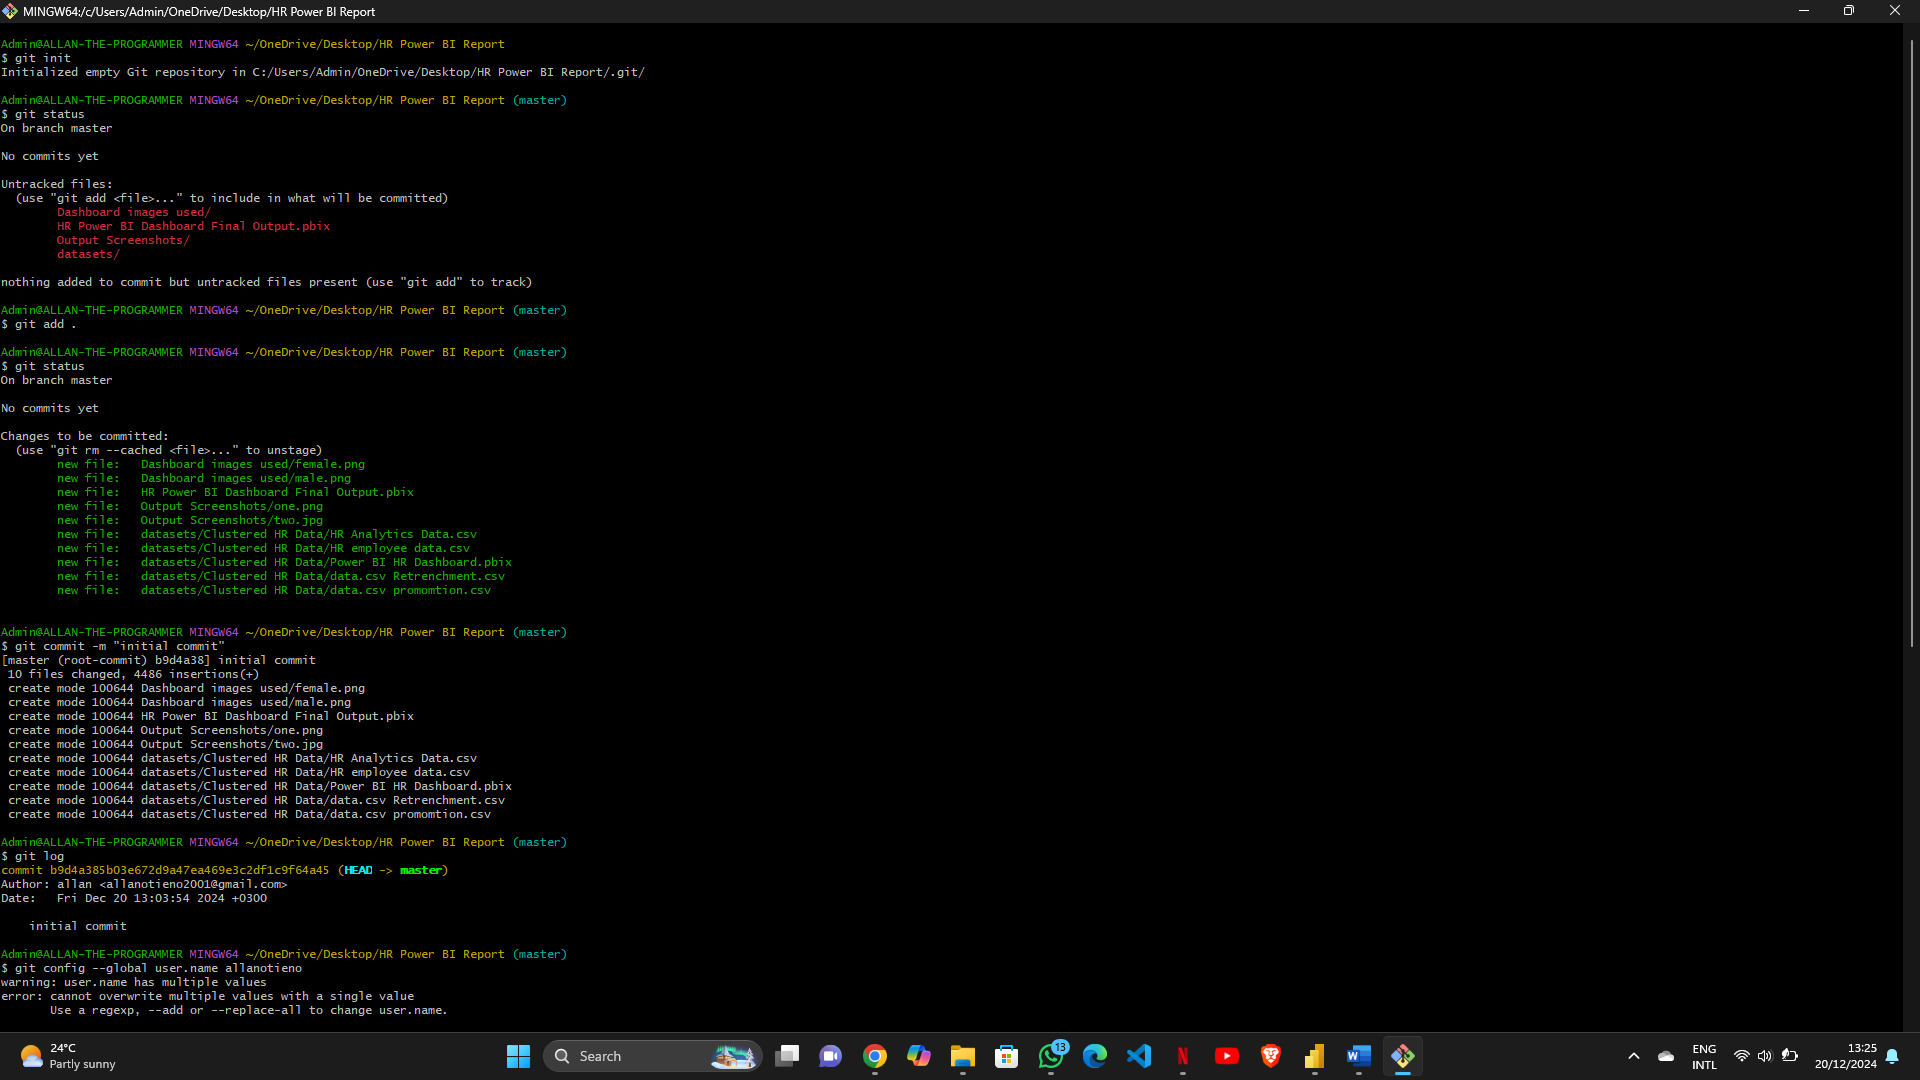 MINGW64:/c/Users/Admin/OneDrive/Desktop/HR Power BI Report
Admin@ALLAN-THE-PROGRAMMER MINGW64 ~/OneDrive/Desktop/HR Power BI Report
$ git init
Initialized empty Git repository in C:/Users/Admin/OneDrive/Desktop/HR Power BI Report/.git/
Admin@ALLAN-THE-PROGRAMMER MINGW64 ~/OneDrive/Desktop/HR Power BI Report (master)
$ git status
On branch master
No commits yet
Untracked files:
(use "git add <file>..." to include in what will be committed)
Dashboard images used/
HR Power BI Dashboard Final Output.pbix
Output Screenshots/
datasets/
nothing added to commit but untracked files present (use "git add" to track)
Admin@ALLAN-THE-PROGRAMMER MINGW64 ~/OneDrive/Desktop/HR Power BI Report (master)
$ git add .
Admin@ALLAN-THE-PROGRAMMER MINGW64 ~/OneDrive/Desktop/HR Power BI Report (master)
$ git status
On branch master
No commits yet
Changes to be committed:
(use "git rm --cached <file>..." to unstage)
new file:   Dashboard images used/female.png
new file:   Dashboard images used/male.png
new file:   HR Power BI Dashboard Final Output.pbix
new file:   Output Screenshots/one.png
new file:   Output Screenshots/two.jpg
new file:   datasets/Clustered HR Data/HR Analytics Data.csv
new file:   datasets/Clustered HR Data/HR employee data.csv
new file:   datasets/Clustered HR Data/Power BI HR Dashboard.pbix
new file:   datasets/Clustered HR Data/data.csv Retrenchment.csv
new file:   datasets/Clustered HR Data/data.csv promomtion.csv
Admin@ALLAN-THE-PROGRAMMER MINGW64 ~/OneDrive/Desktop/HR Power BI Report (master)
$ git commit -m "initial commit"
[master (root-commit) b9d4a38] initial commit
10 files changed, 4486 insertions(+)
create mode 100644 Dashboard images used/female.png
create mode 100644 Dashboard images used/male.png
create mode 100644 HR Power BI Dashboard Final Output.pbix
create mode 100644 Output Screenshots/one.png
create mode 100644 Output Screenshots/two.jpg
create mode 100644 datasets/Clustered HR Data/HR Analytics Data.csv
create mode 100644 datasets/Clustered HR Data/HR employee data.csv
create mode 100644 datasets/Clustered HR Data/Power BI HR Dashboard.pbix
create mode 100644 datasets/Clustered HR Data/data.csv Retrenchment.csv
create mode 100644 datasets/Clustered HR Data/data.csv promomtion.csv
Admin@ALLAN-THE-PROGRAMMER MINGW64 ~/OneDrive/Desktop/HR Power BI Report (master)
$ git log
commit b9d4a385b03e672d9a47ea469e3c2df1c9f64a45 (HEAD -> master)
Author: allan <allanotieno2001@gmail.com>
Date:   Fri Dec 20 13:03:54 2024 +0300
initial commit
Admin@ALLAN-THE-PROGRAMMER MINGW64 ~/OneDrive/Desktop/HR Power BI Report (master)
$ git config --global user.name allanotieno
warning: user.name has multiple values
error: cannot overwrite multiple values with a single value
Use a regexp, --add or --replace-all to change user.name.
24°C
Partly sunny
Search
13
ENG
INTL
13:25
20/12/2024